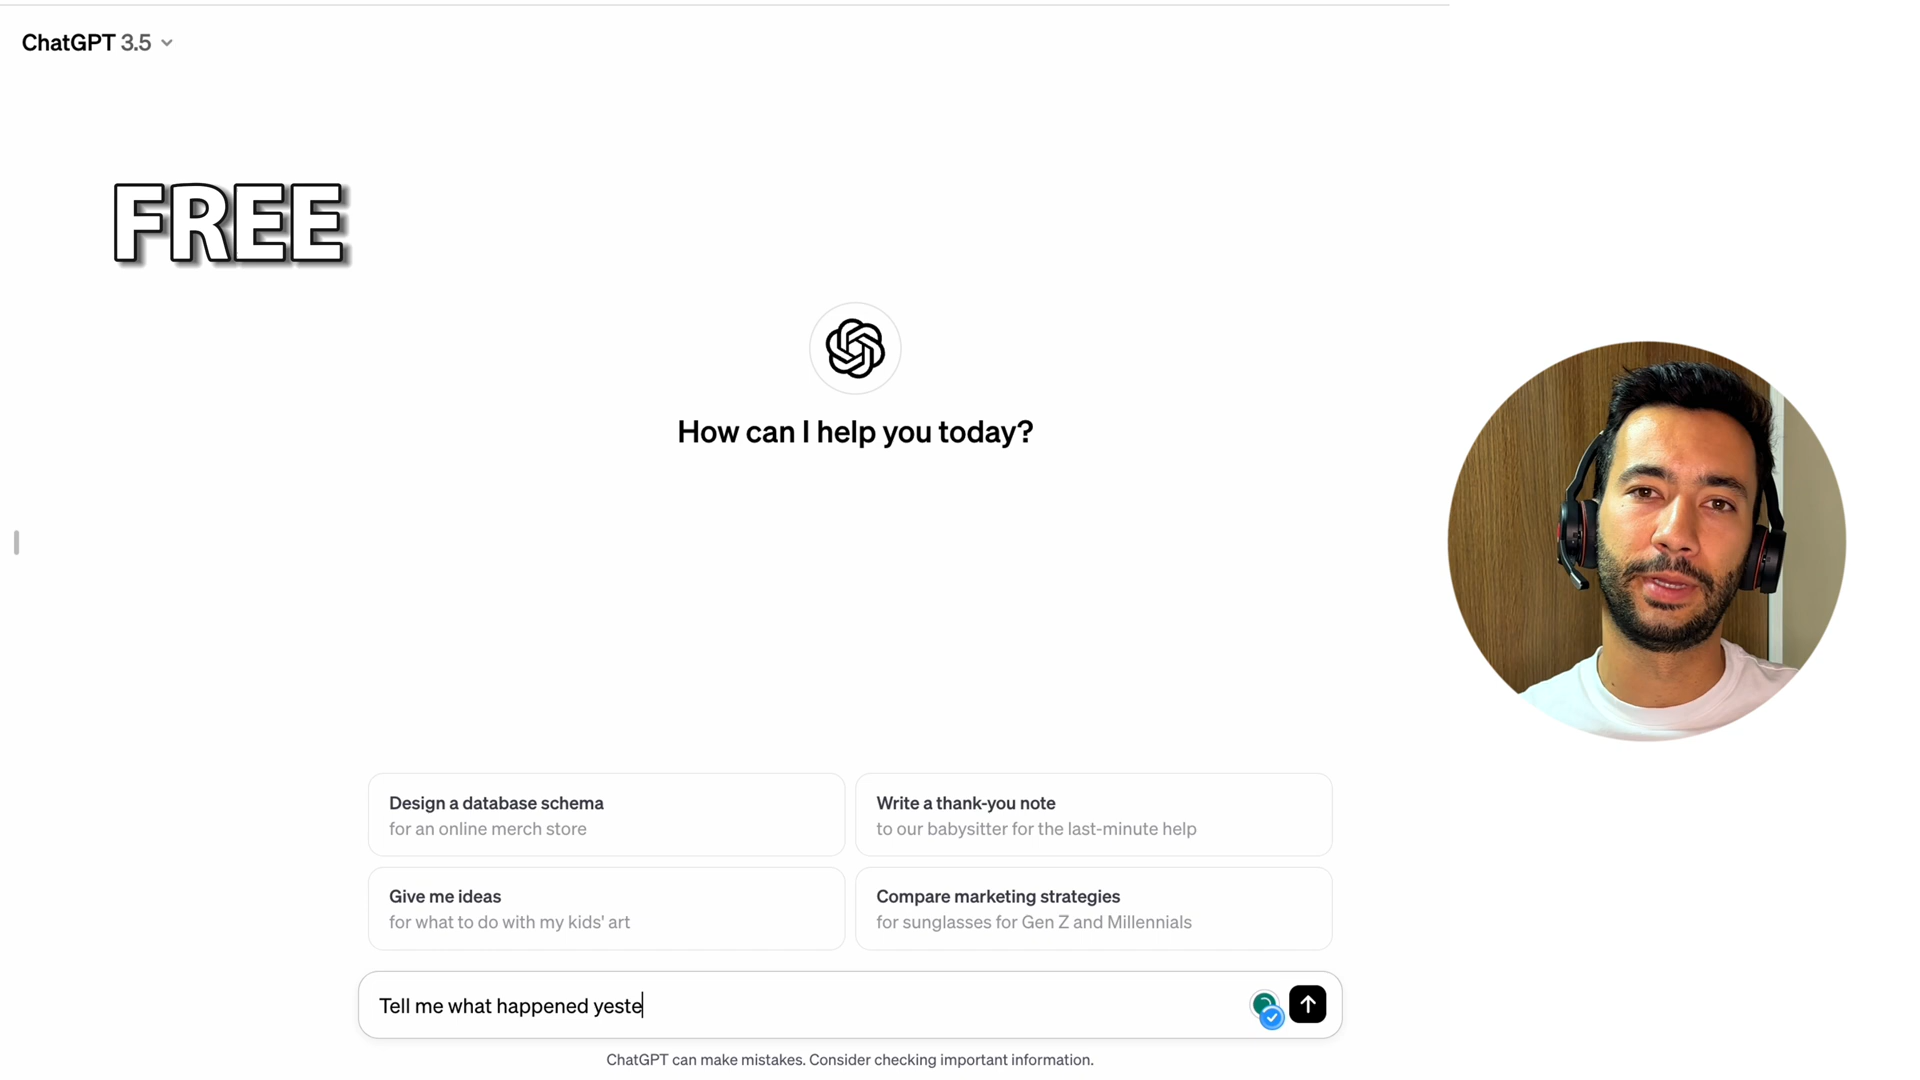 ChatGPT 3.5
FREE
How can I help you today?
Design a database schema
for an online merch store
Write a thank-you note
to our babysitter for the last-minute help
Give me ideas
for what to do with my kids' art
Compare marketing strategies
for sunglasses for Gen Z and Millennials
Tell me what happened yeste
ChatGPT can make mistakes. Consider checking important information.